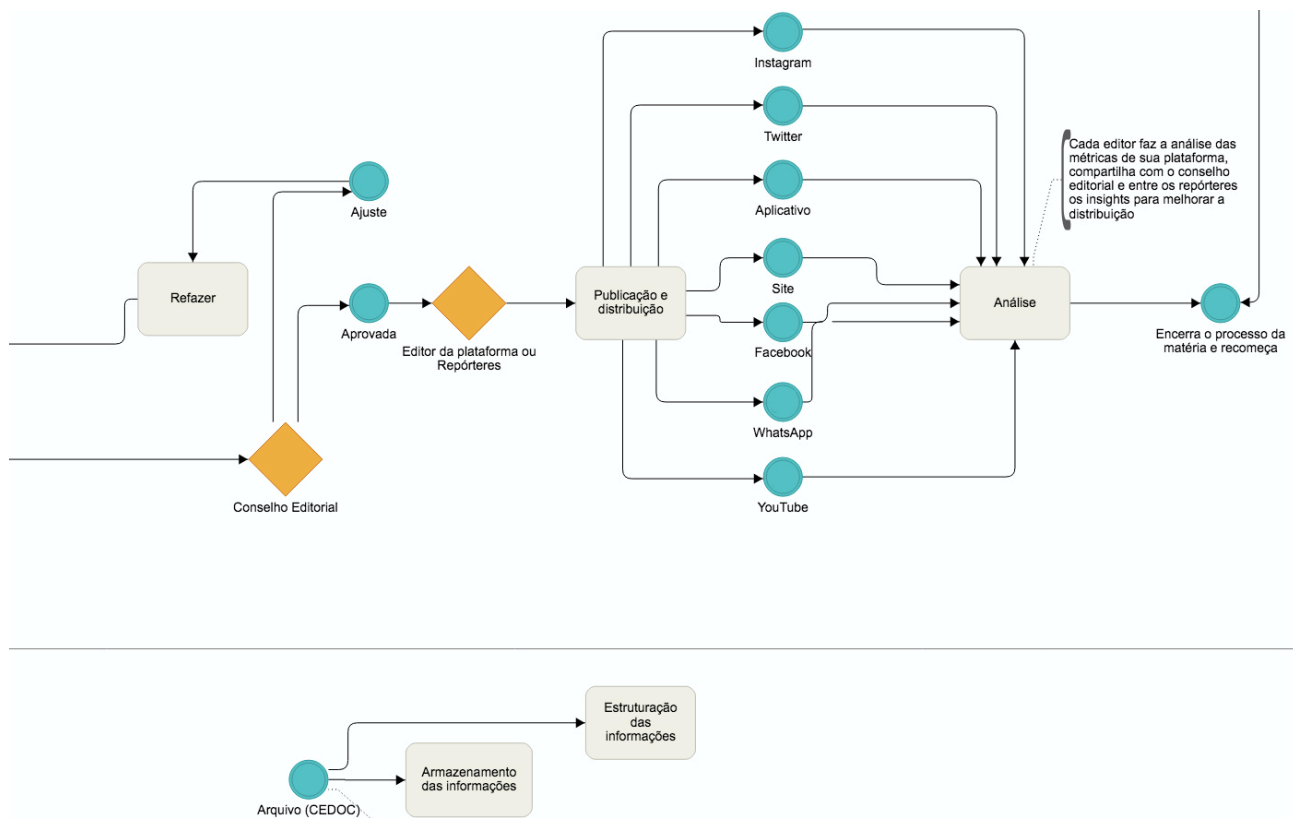 Instagram
Twitter
Cada editor faz a análise das
métricas de sua plataforma,
compartilha com o conselho
editorial e entre os repórteres
os insights para melhorar a
distribuição
Ajuste
Aplicativo
Refazer
Publicação e
distribuição
Site
Análise
Aprovada
Editor da plataforma ou
Repórteres
Facebook
Encerra o processo da
matéria e recomeça
WhatsApp
Conselho Editorial
YouTube
Estruturação
das
informações
Armazenamento
das informações
Arquivo (CEDOC)